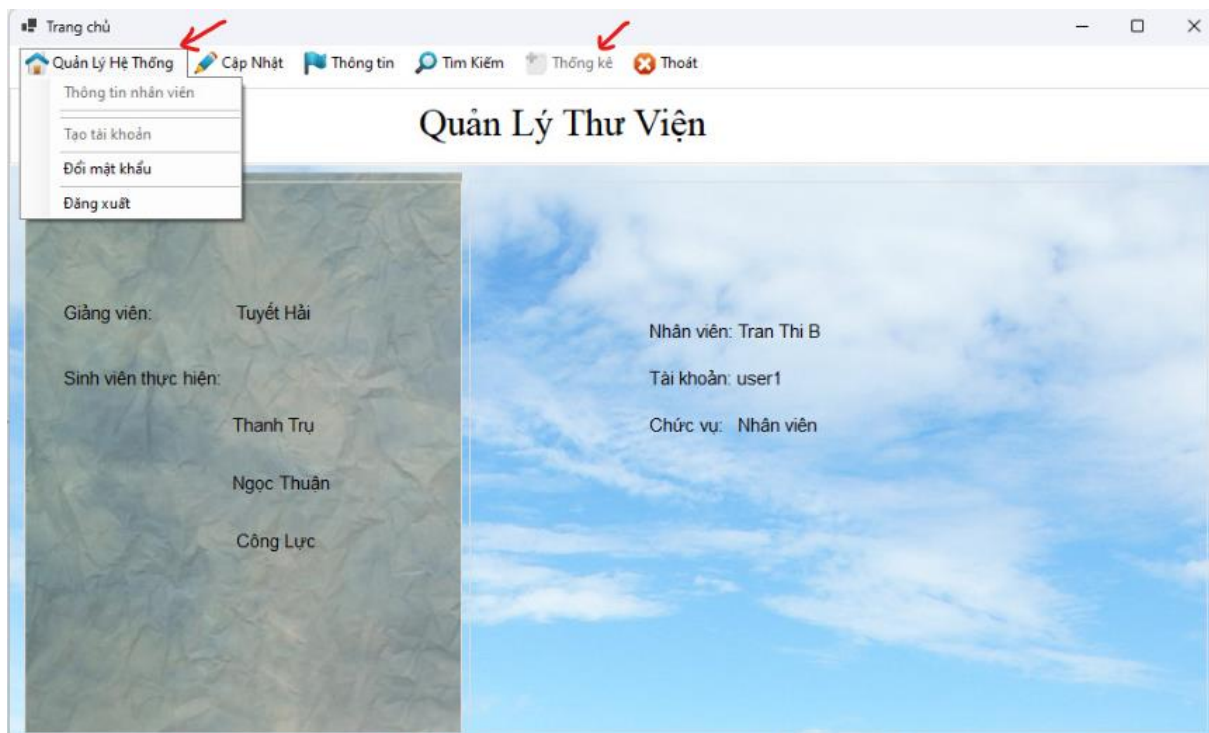 Trang chủ
Quản Lý Hệ Thống Cập Nhật Thông tin Tìm Kiếm Thống kê Thoát
Thông tin nhân viên
Tạo tài khoản
Đổi mật khẩu
Đăng xuất
Quản Lý Thư Viện
Giảng viên: Tuyết Hải
Sinh viên thực hiện:
Thanh Trụ
Ngọc Thuận
Công Lực
Nhân viên: Tran Thi B
Tài khoản: user1
Chức vụ: Nhân viên